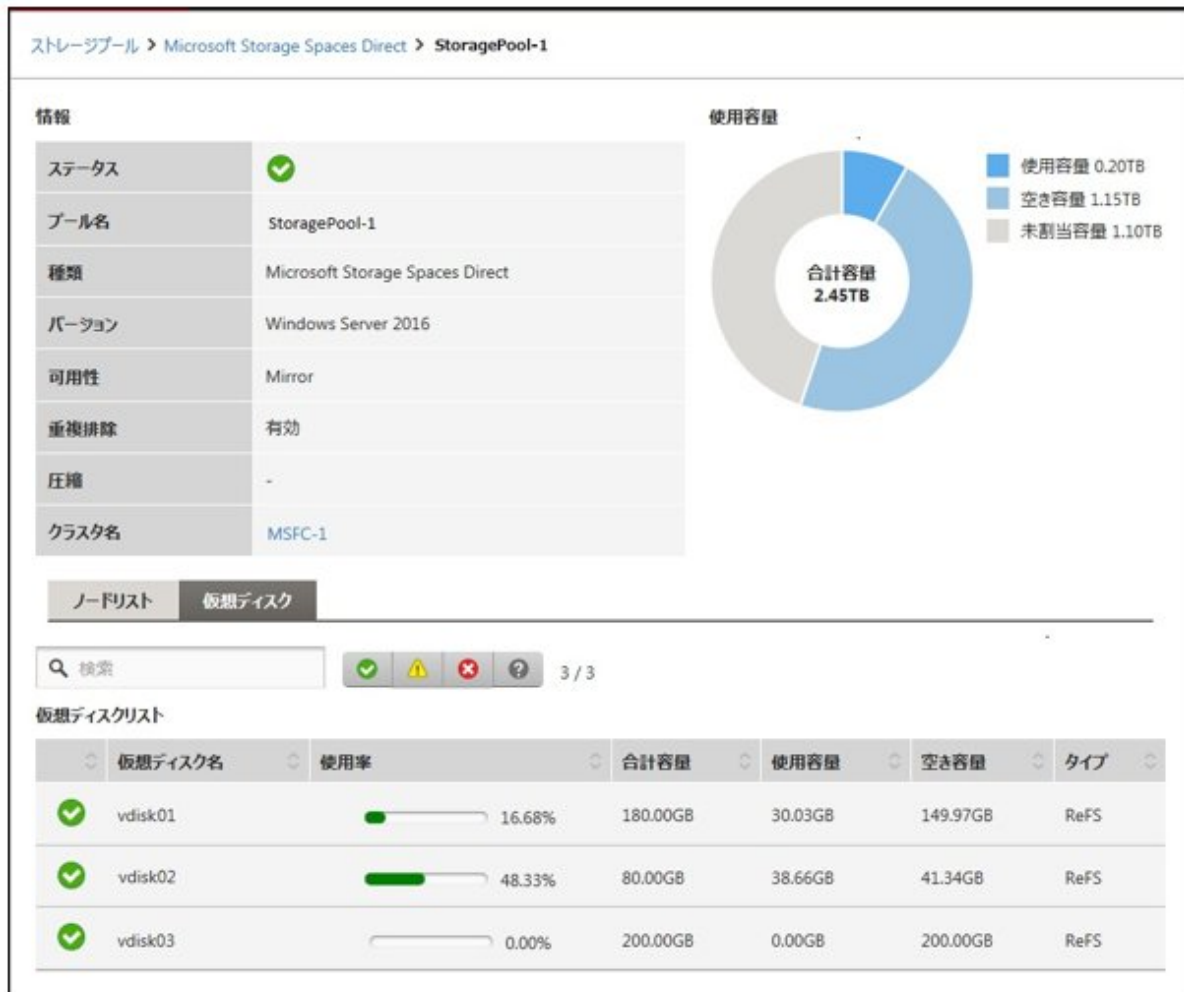 ストレージプール > Microsoft Storage Spaces Direct > StoragePool-1
情報
ステータス
プール名 StoragePool-1
種類 Microsoft Storage Spaces Direct
バージョン Windows Server 2016
可用性 Mirror
重複排除 有効
圧縮 -
クラスタ名 MSFC-1
使用容量
使用容量 0.20TB
空き容量 1.15TB
未割当容量 1.10TB
合計容量
2.45TB
ノードリスト 仮想ディスク
検索 3 / 3
仮想ディスクリスト
仮想ディスク名 使用率 合計容量 使用容量 空き容量 タイプ
vdisk01 16.68% 180.00GB 30.03GB 149.97GB ReFS
vdisk02 48.33% 80.00GB 38.66GB 41.34GB ReFS
vdisk03 0.00% 200.00GB 0.00GB 200.00GB ReFS